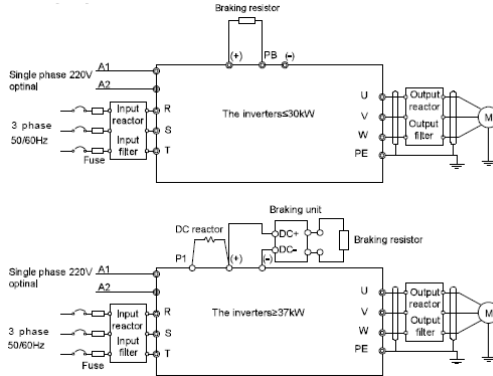 Braking resistor
(+) PB (-)
A1
Single phase 220V
optinal
A2
Input
reactor
Input
filter
R
S
T
3 phase
50/60Hz
Fuse
The inverters≤30kW
U
V
W
PE
Output
reactor
Output
filter
M
Braking unit
DC reactor
DC+
DC-
Braking resistor
P1 (+) (-)
A1
Single phase 220V
optinal
A2
Input
reactor
Input
filter
R
S
T
3 phase
50/60Hz
Fuse
The inverters≥37kW
U
V
W
PE
Output
reactor
Output
filter
M